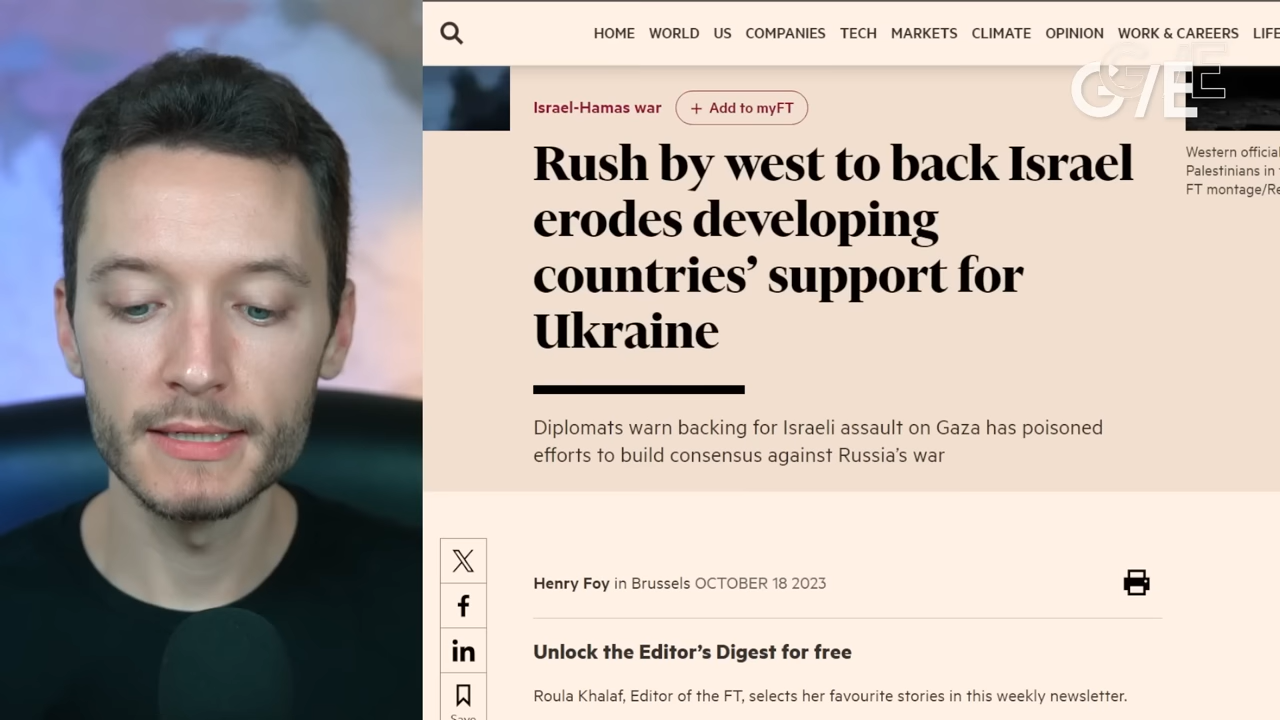 HOME WORLD US COMPANIES TECH MARKETS CLIMATE OPINION WORK & CAREERS LIFE
G/E
Israel-Hamas war + Add to myFT
Rush by west to back Israel
erodes developing
countries’ support for
Ukraine
Western official
Palestinians in
FT montage/Re
Diplomats warn backing for Israeli assault on Gaza has poisoned
efforts to build consensus against Russia’s war
Henry Foy in Brussels OCTOBER 18 2023
Unlock the Editor’s Digest for free
Roula Khalaf, Editor of the FT, selects her favourite stories in this weekly newsletter.
Save